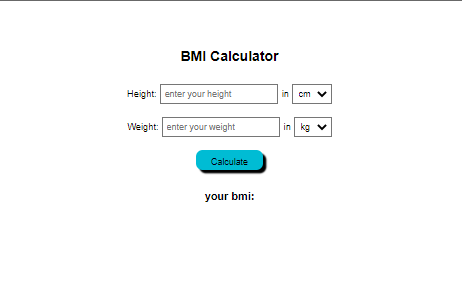 BMI Calculator
Height: enter your height in cm
Weight: enter your weight in kg
Calculate
your bmi: